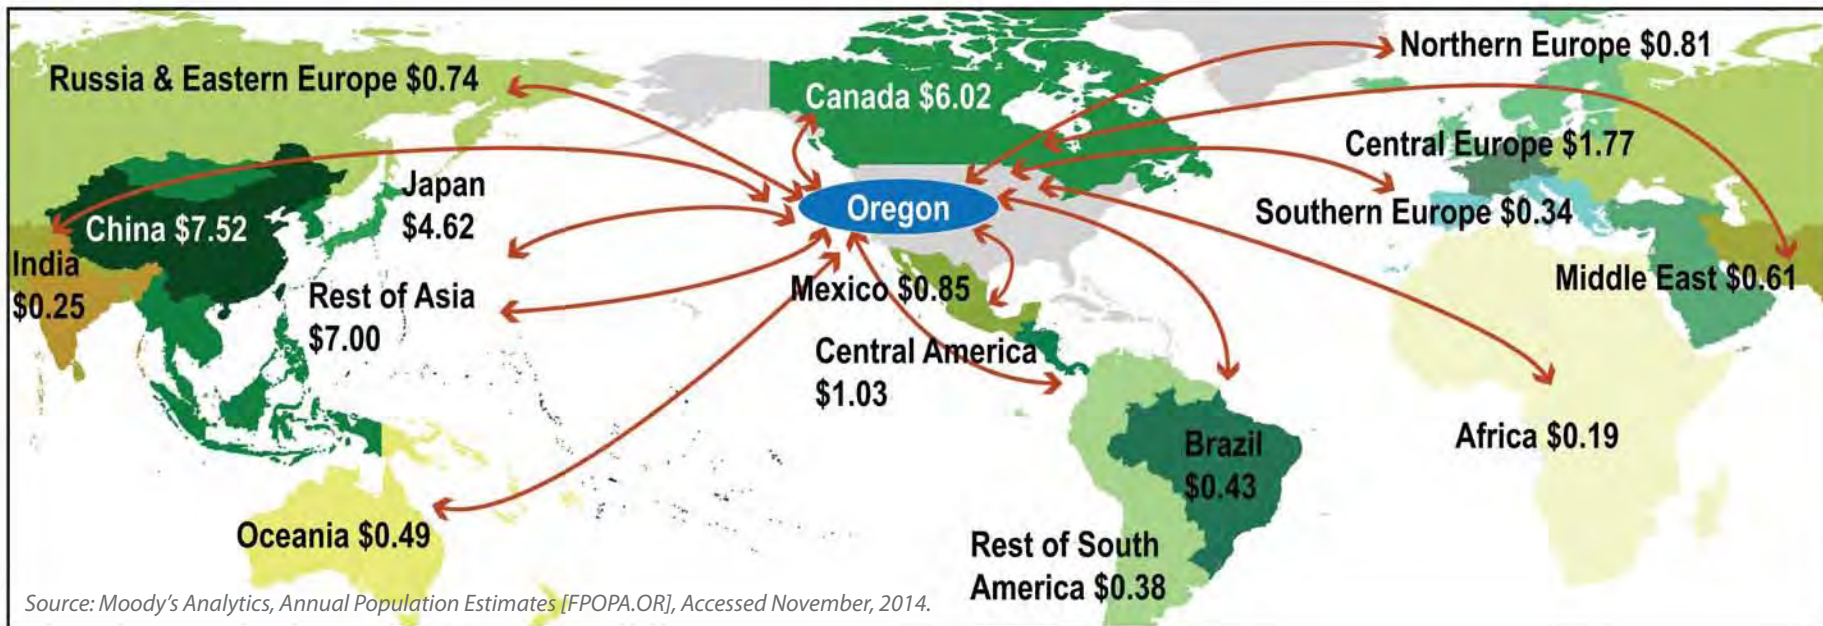 Northern Europe $0.81
Russia & Eastern Europe $0.74
Canada $6.02
Central Europe $1.77
Japan
$4.62
Oregon
Southern Europe $0.34
China $7.52
India
$0.25
Middle East $0.61
Rest of Asia
$7.00
Mexico $0.85
Central America
$1.03
Africa $0.19
Brazil
$0.43
Oceania $0.49
Rest of South
America $0.38
Source: Moody's Analytics, Annual Population Estimates [FPOPA.OR], Accessed November, 2014.